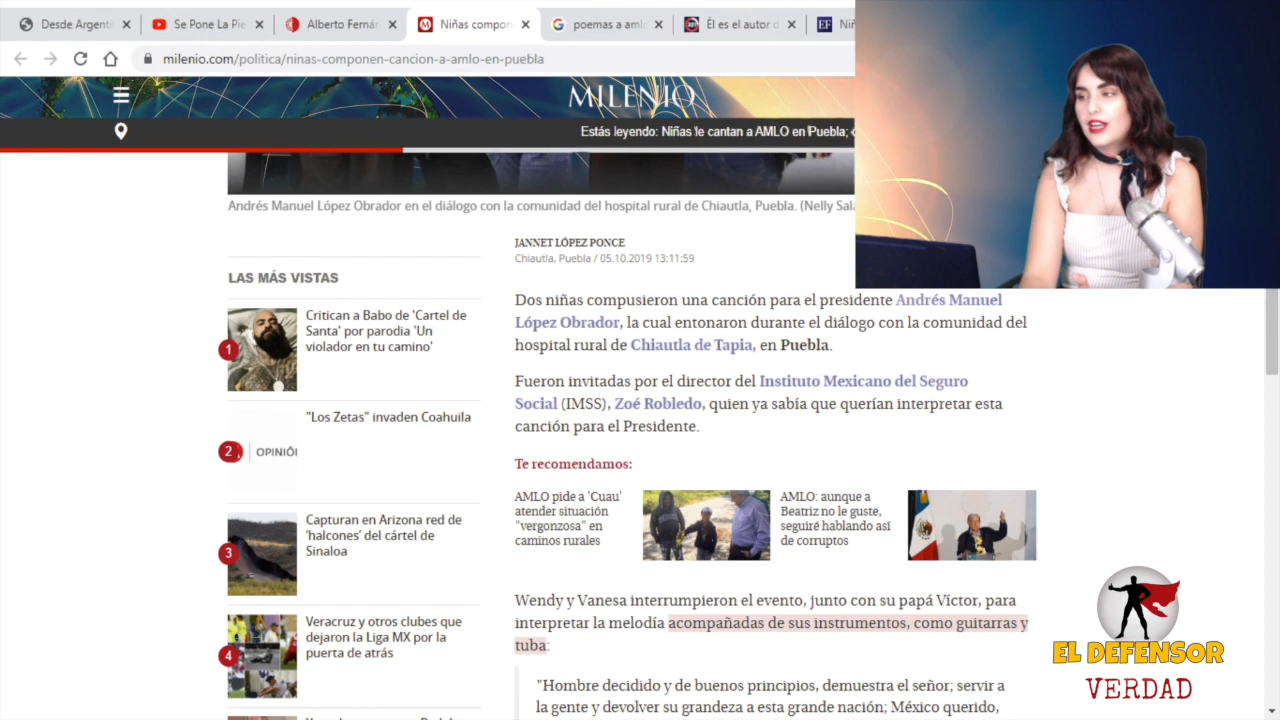 Desde Argenti
Se Pone La Pie
Alberto Fernán
Niñas compon
poemas a amlo
Él es el autor d
EF Niñ
milenio.com/politica/ninas-componen-cancion-a-amlo-en-puebla
MILENIO
Estás leyendo: Niñas le cantan a AMLO en Puebla;
Andrés Manuel López Obrador en el diálogo con la comunidad del hospital rural de Chiautla, Puebla. (Nelly Sala
JANNET LÓPEZ PONCE
Chiautla, Puebla / 05.10.2019 13:11:59
LAS MÁS VISTAS
1
Critican a Babo de 'Cartel de
Santa' por parodia 'Un
violador en tu camino'
2
OPINIÓN
"Los Zetas" invaden Coahuila
3
Capturan en Arizona red de
'halcones' del cártel de
Sinaloa
4
Veracruz y otros clubes que
dejaron la Liga MX por la
puerta de atrás
Dos niñas compusieron una canción para el presidente Andrés Manuel
López Obrador, la cual entonaron durante el diálogo con la comunidad del
hospital rural de Chiautla de Tapia, en Puebla.
Fueron invitadas por el director del Instituto Mexicano del Seguro
Social (IMSS), Zoé Robledo, quien ya sabía que querían interpretar esta
canción para el Presidente.
Te recomendamos:
AMLO pide a 'Cuau'
atender situación
"vergonzosa" en
caminos rurales
AMLO: aunque a
Beatriz no le guste,
seguiré hablando así
de corruptos
Wendy y Vanesa interrumpieron el evento, junto con su papá Víctor, para
interpretar la melodía acompañadas de sus instrumentos, como guitarras y
tuba:
"Hombre decidido y de buenos principios, demuestra el señor; servir a
la gente y devolver su grandeza a esta grande nación; México querido,
EL DEFENSOR
VERDAD